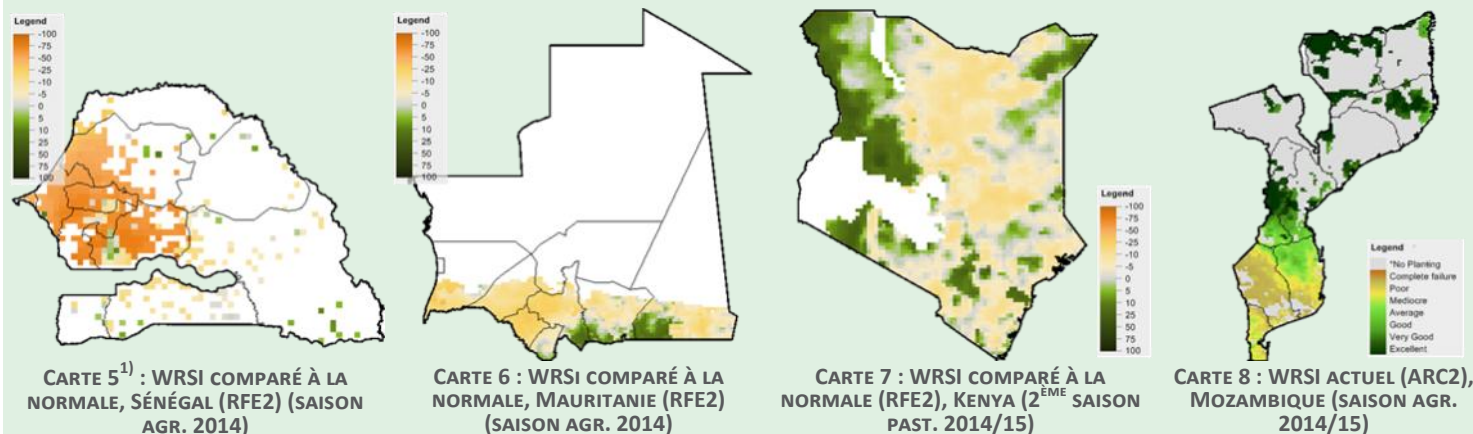 Legend
-100
-75
-50
-25
-10
-5
0
5
10
25
50
75
100
CARTE 5¹⁾ : WRSI COMPARÉ À LA
NORMALE, SÉNÉGAL (RFE2) (SAISON
AGR. 2014)
Legend
-100
-75
-50
-25
-10
-5
0
5
10
25
50
75
100
CARTE 6 : WRSI COMPARÉ À LA
NORMALE, MAURITANIE (RFE2)
(SAISON AGR. 2014)
Legend
-100
-75
-50
-25
-10
-5
0
5
10
25
50
75
100
CARTE 7 : WRSI COMPARÉ À LA
NORMALE (RFE2), KENYA (2ÈME SAISON
PAST. 2014/15)
Legend
*No Planting
Complete failure
Poor
Mediocre
Average
Good
Very Good
Excellent
CARTE 8 : WRSI ACTUEL (ARC2),
MOZAMBIQUE (SAISON AGR.
2014/15)